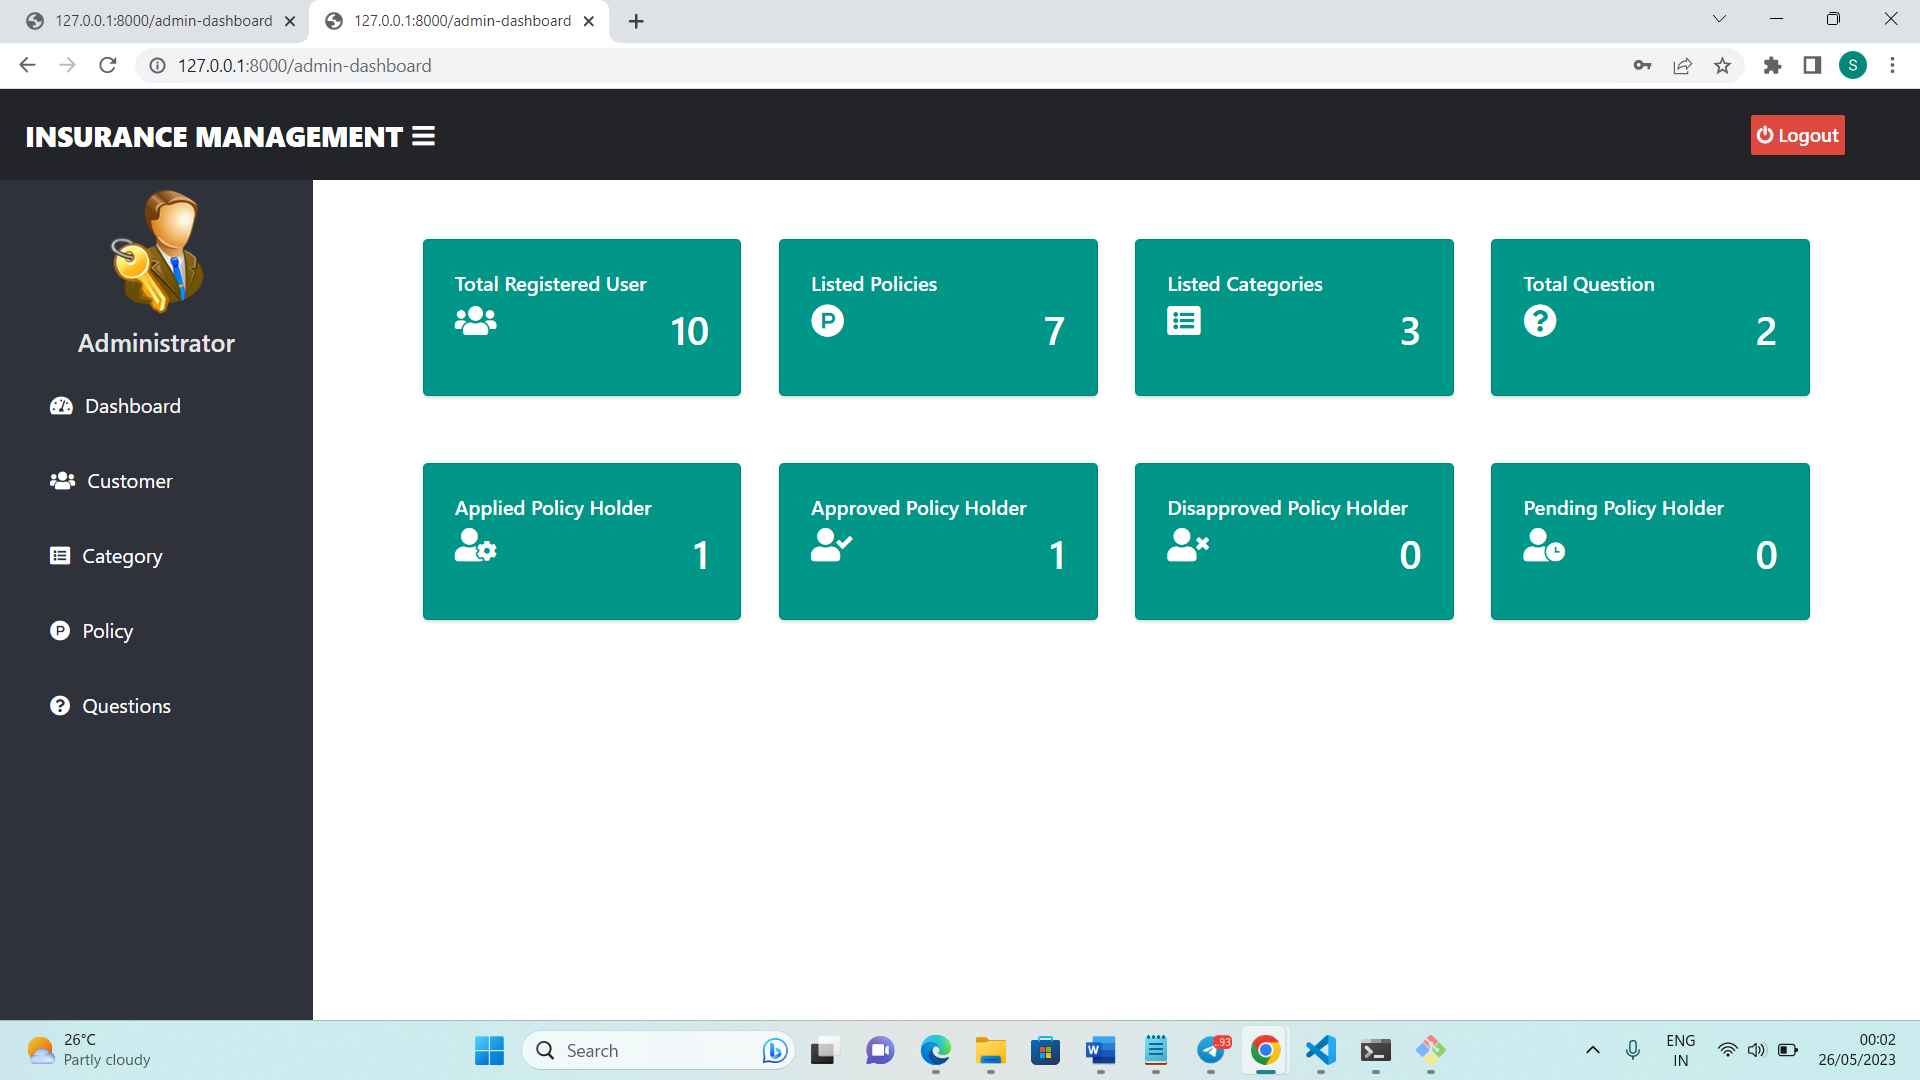 127.0.0.1:8000/admin-dashboard
127.0.0.1:8000/admin-dashboard
127.0.0.1:8000/admin-dashboard
S
INSURANCE MANAGEMENT
Logout
Administrator
Dashboard
Customer
Category
Policy
Questions
Total Registered User
10
Listed Policies
7
Listed Categories
3
Total Question
2
Applied Policy Holder
1
Approved Policy Holder
1
Disapproved Policy Holder
0
Pending Policy Holder
0
26°C
Partly cloudy
Search
..93
ENG
IN
00:02
26/05/2023